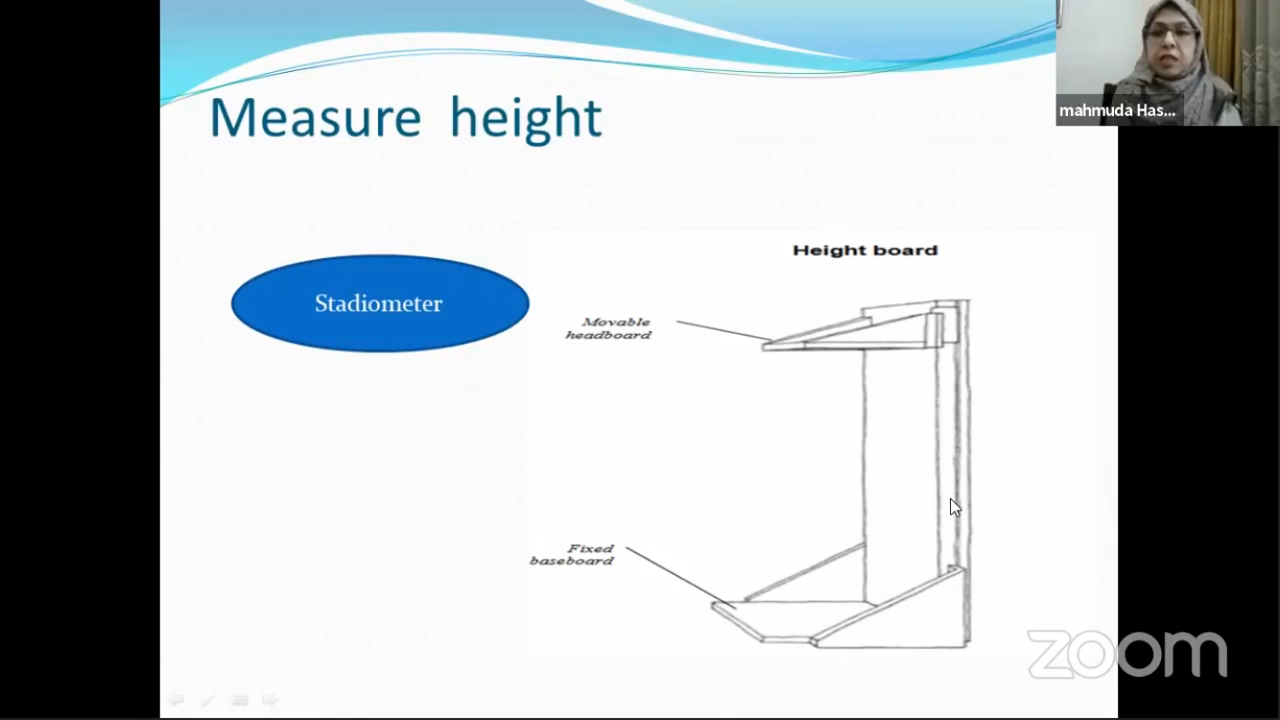 mahmuda Has...
Measure height
Height board
Stadiometer
Movable
headboard
Fixed
baseboard
zoom